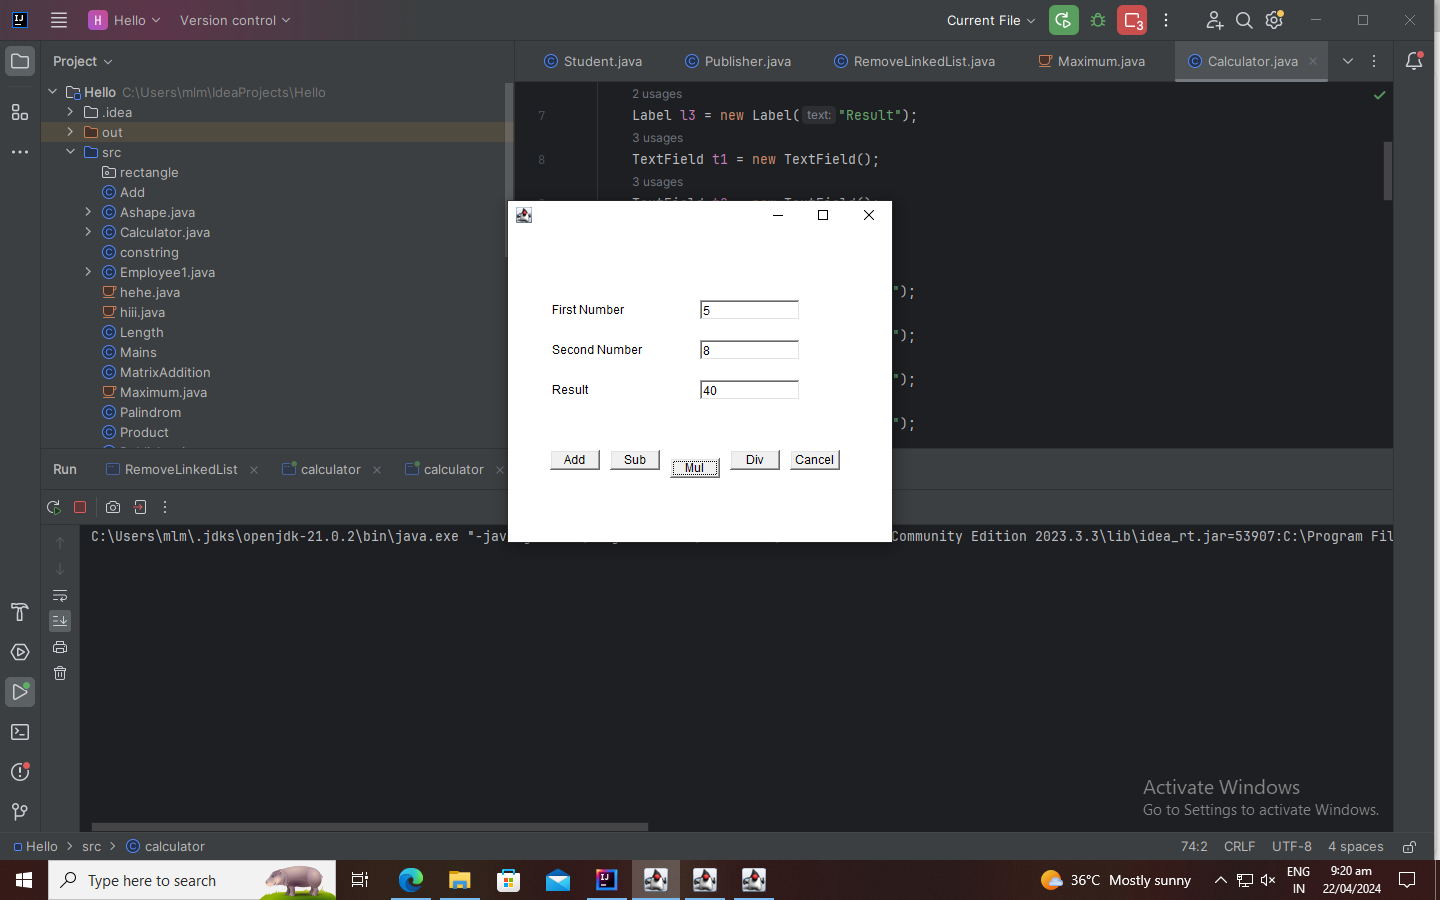 H Hello Version control Current File 3
Project
Student.java Publisher.java RemoveLinkedList.java Maximum.java Calculator.java
Hello C:\Users\mlm\IdeaProjects\Hello
.idea
out
src
rectangle
Add
Ashape.java
Calculator.java
constring
Employee1.java
hehe.java
hiii.java
Length
Mains
MatrixAddition
Maximum.java
Palindrom
Product
2 usages
7 Label l3 = new Label( text: "Result");
3 usages
8 TextField t1 = new TextField();
3 usages
");
");
");
");
First Number 5
Second Number 8
Result 40
Add Sub Mul Div Cancel
Run RemoveLinkedList calculator calculator
C:\Users\mlm\.jdks\openjdk-21.0.2\bin\java.exe "-jav
Community Edition 2023.3.3\lib\idea_rt.jar=53907:C:\Program Fil
Activate Windows
Go to Settings to activate Windows.
Hello > src > calculator 74:2 CRLF UTF-8 4 spaces
Type here to search 36°C Mostly sunny
ENG
IN
9:20 am
22/04/2024